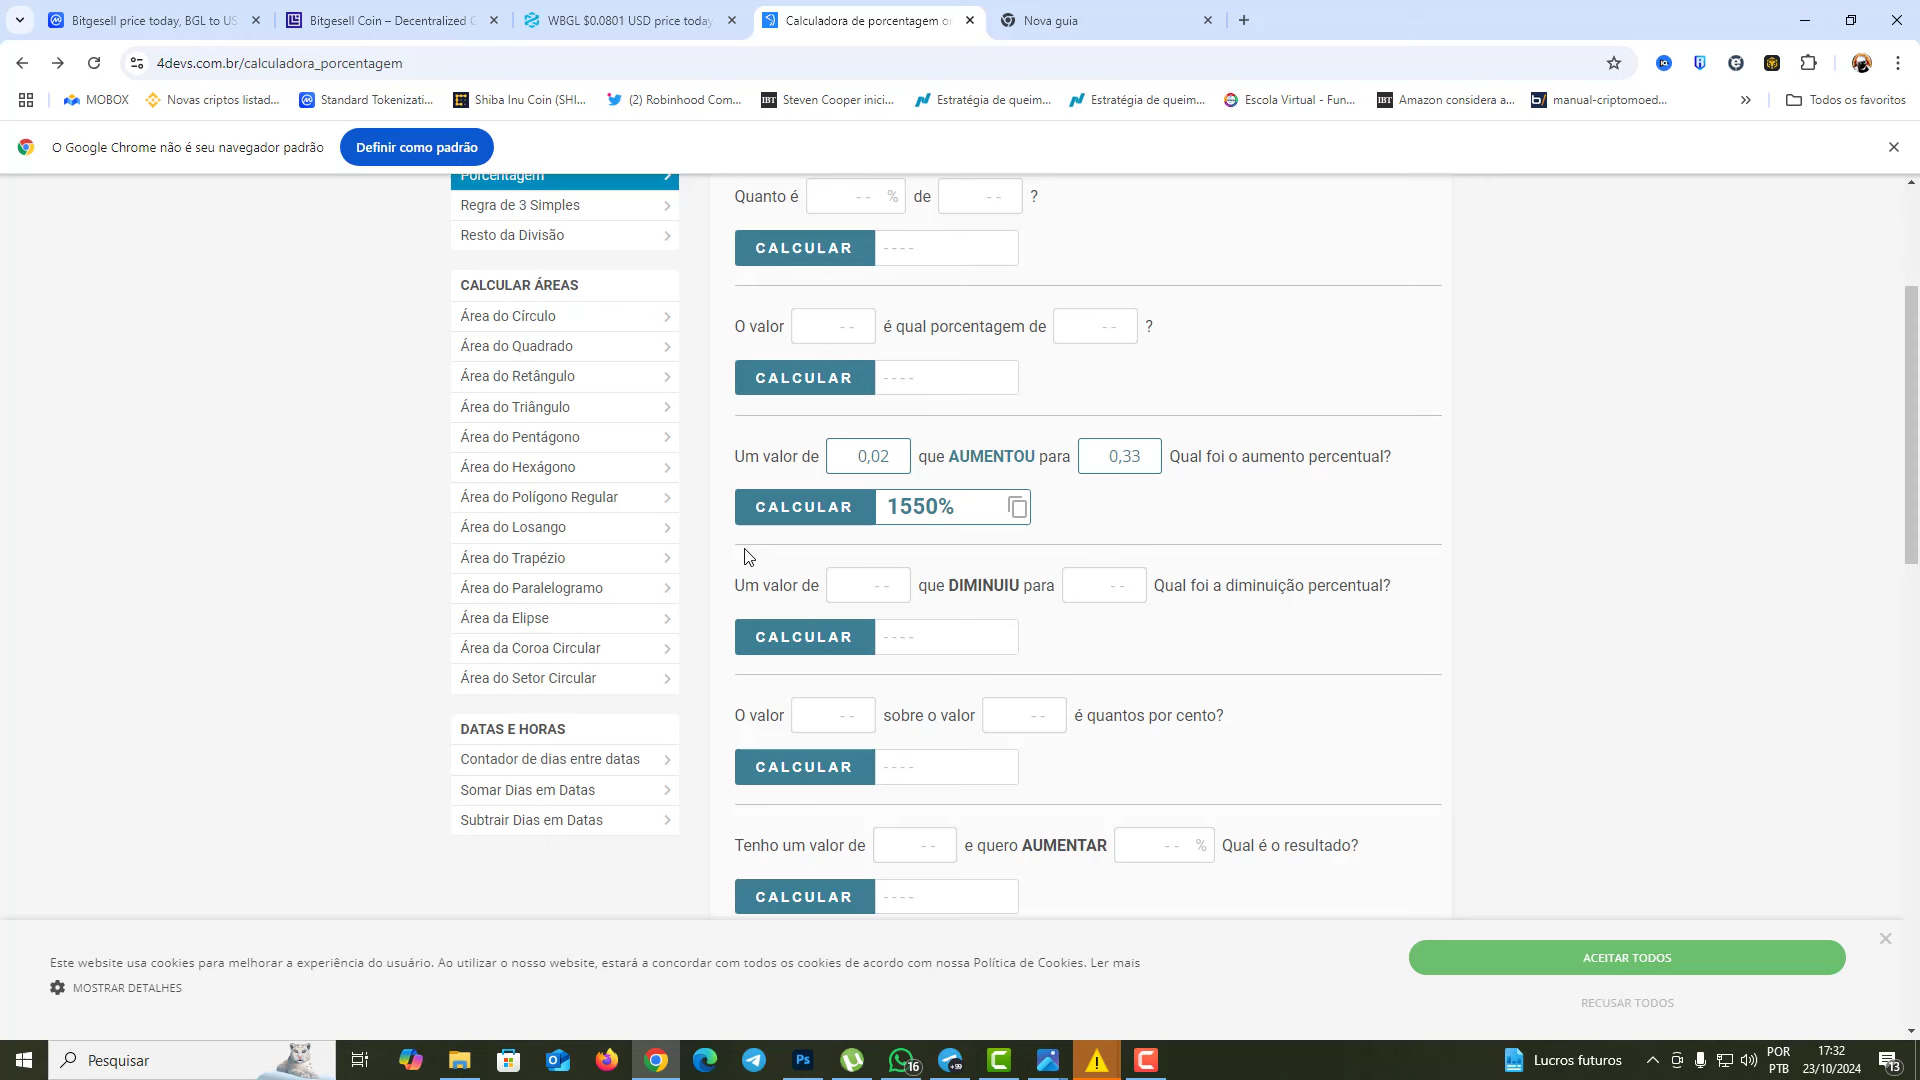 Bitgesell price today, BGL to US
Bitgesell Coin – Decentralized C
WBGL $0.0801 USD price today
Calculadora de porcentagem o
Nova guia
4devs.com.br/calculadora_porcentagem
MOBOX
Novas criptos listad...
Standard Tokenizati...
Shiba Inu Coin (SHI...
(2) Robinhood Com...
Steven Cooper inici...
Estratégia de queim...
Estratégia de queim...
Escola Virtual - Fun...
Amazon considera a...
manual-criptomoed...
Todos os favoritos
O Google Chrome não é seu navegador padrão
Definir como padrão
Porcentagem
Regra de 3 Simples
Resto da Divisão
CALCULAR ÁREAS
Área do Círculo
Área do Quadrado
Área do Retângulo
Área do Triângulo
Área do Pentágono
Área do Hexágono
Área do Polígono Regular
Área do Losango
Área do Trapézio
Área do Paralelogramo
Área da Elipse
Área da Coroa Circular
Área do Setor Circular
DATAS E HORAS
Contador de dias entre datas
Somar Dias em Datas
Subtrair Dias em Datas
Quanto é -- % de -- ?
CALCULAR ----
O valor -- é qual porcentagem de -- ?
CALCULAR ----
Um valor de 0,02 que AUMENTOU para 0,33 Qual foi o aumento percentual?
CALCULAR 1550%
Um valor de -- que DIMINUIU para -- Qual foi a diminuição percentual?
CALCULAR ----
O valor -- sobre o valor -- é quantos por cento?
CALCULAR ----
Tenho um valor de -- e quero AUMENTAR -- % Qual é o resultado?
CALCULAR ----
Este website usa cookies para melhorar a experiência do usuário. Ao utilizar o nosso website, estará a concordar com todos os cookies de acordo com nossa Política de Cookies. Ler mais
MOSTRAR DETALHES
ACEITAR TODOS
RECUSAR TODOS
Pesquisar
Ps
16
+99
Lucros futuros
POR
PTB
17:32
23/10/2024
13